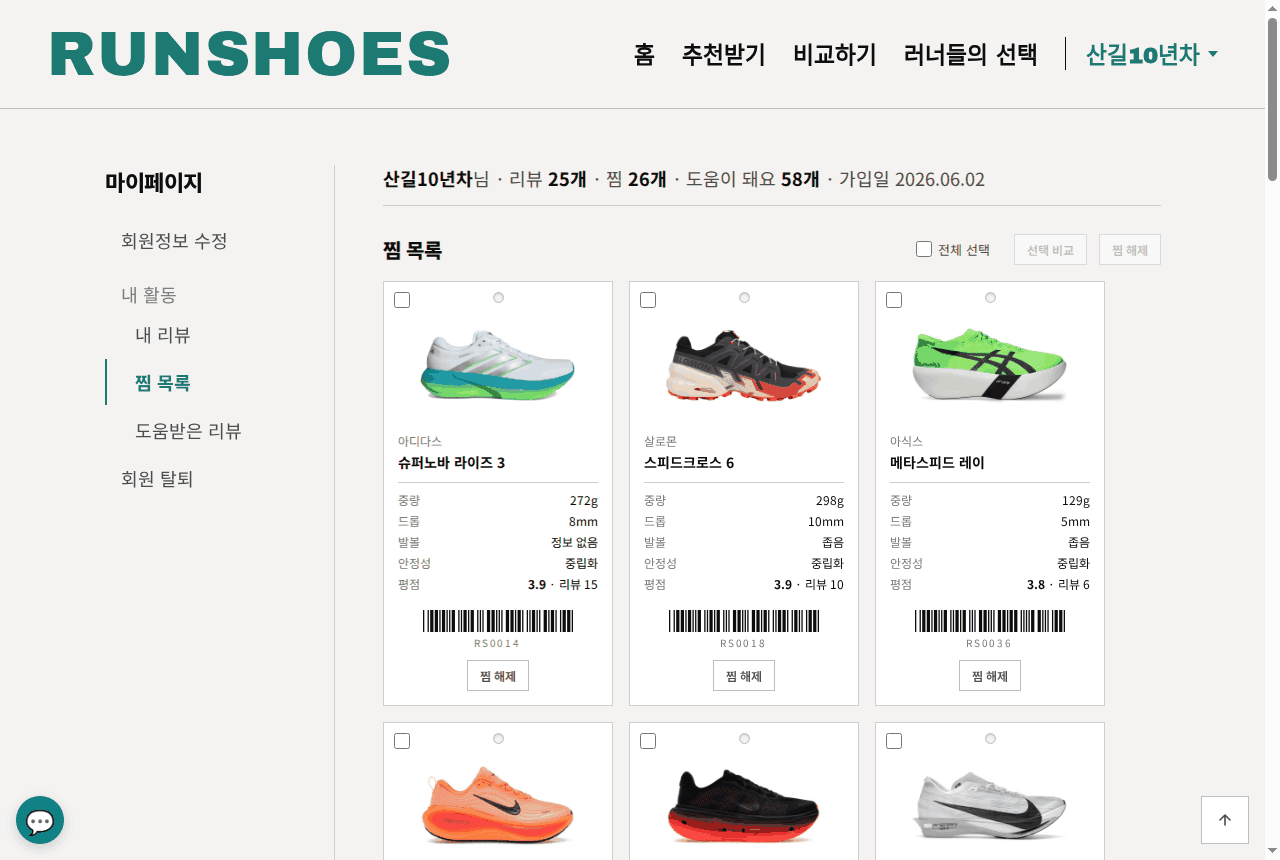 RUNSHOES
홈 추천받기 비교하기 러너들의 선택 산길10년차
마이페이지
회원정보 수정
내 활동
내 리뷰
찜 목록
도움받은 리뷰
회원 탈퇴
산길10년차님 · 리뷰 25개 · 찜 26개 · 도움이 돼요 58개 · 가입일 2026.06.02
찜 목록
전체 선택 선택 비교 찜 해제
아디다스
슈퍼노바 라이즈 3
중량 272g
드롭 8mm
발볼 정보 없음
안정성 중립화
평점 3.9 · 리뷰 15
RS0014
찜 해제
살로몬
스피드크로스 6
중량 298g
드롭 10mm
발볼 좁음
안정성 중립화
평점 3.9 · 리뷰 10
RS0018
찜 해제
아식스
메타스피드 레이
중량 129g
드롭 5mm
발볼 좁음
안정성 중립화
평점 3.8 · 리뷰 6
RS0036
찜 해제